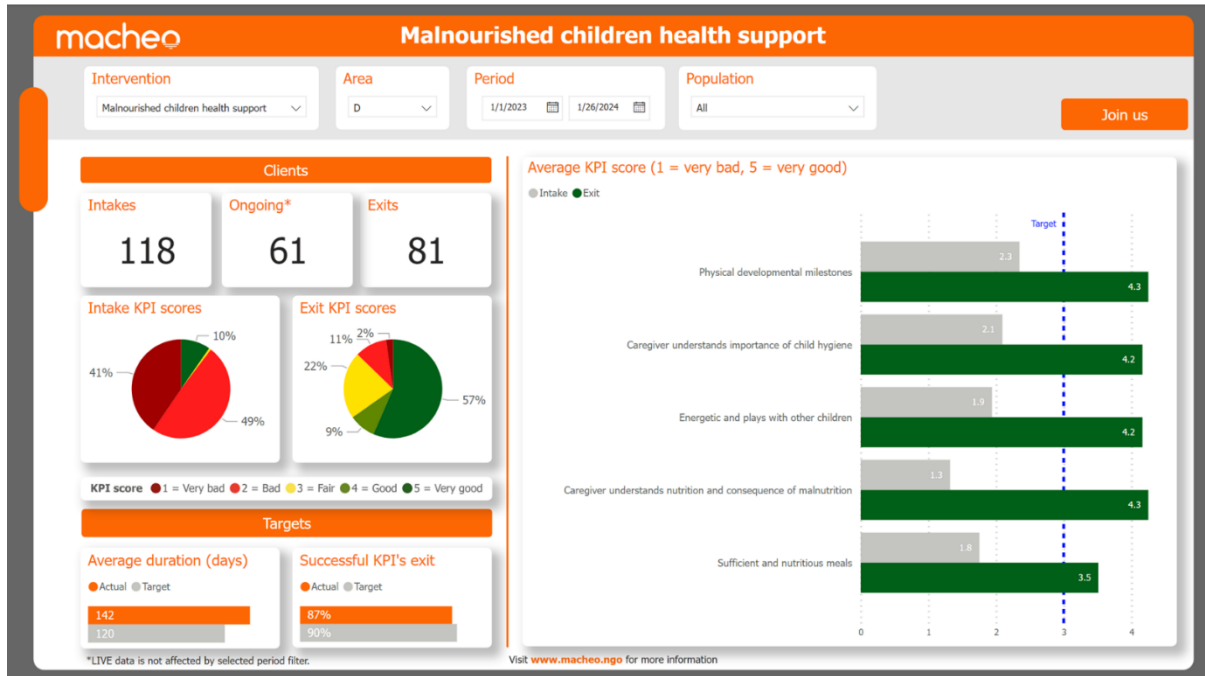 macheo
Malnourished children health support
Intervention
Malnourished children health support
Area
D
Period
1/1/2023
1/26/2024
Population
All
Join us
Clients
Intakes
118
Ongoing*
61
Exits
81
Intake KPI scores
10%
41%
49%
Exit KPI scores
2%
11%
22%
57%
9%
KPI score 1 = Very bad 2 = Bad 3 = Fair 4 = Good 5 = Very good
Targets
Average duration (days)
Actual Target
142
120
Successful KPI's exit
Actual Target
87%
90%
*LIVE data is not affected by selected period filter.
Average KPI score (1 = very bad, 5 = very good)
Intake Exit
Target
Physical developmental milestones
2.3
4.3
Caregiver understands importance of child hygiene
2.1
4.2
Energetic and plays with other children
1.9
4.2
Caregiver understands nutrition and consequence of malnutrition
1.3
4.3
Sufficient and nutritious meals
1.8
3.5
0 1 2 3 4
Visit www.macheo.ngo for more information